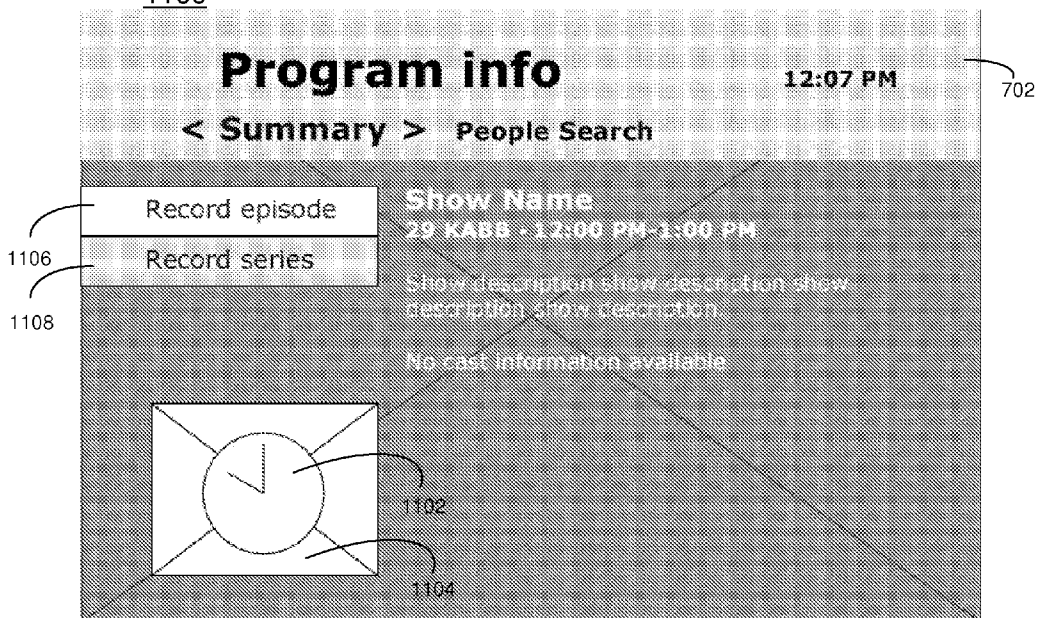 Program info
12:07 PM
702
< Summary > People Search
Record episode
Record series
1106
1108
Show Name
29 KABB - 12:00 PM-1:00 PM
Show description show description show
description show description
No cast information available
1102
1104